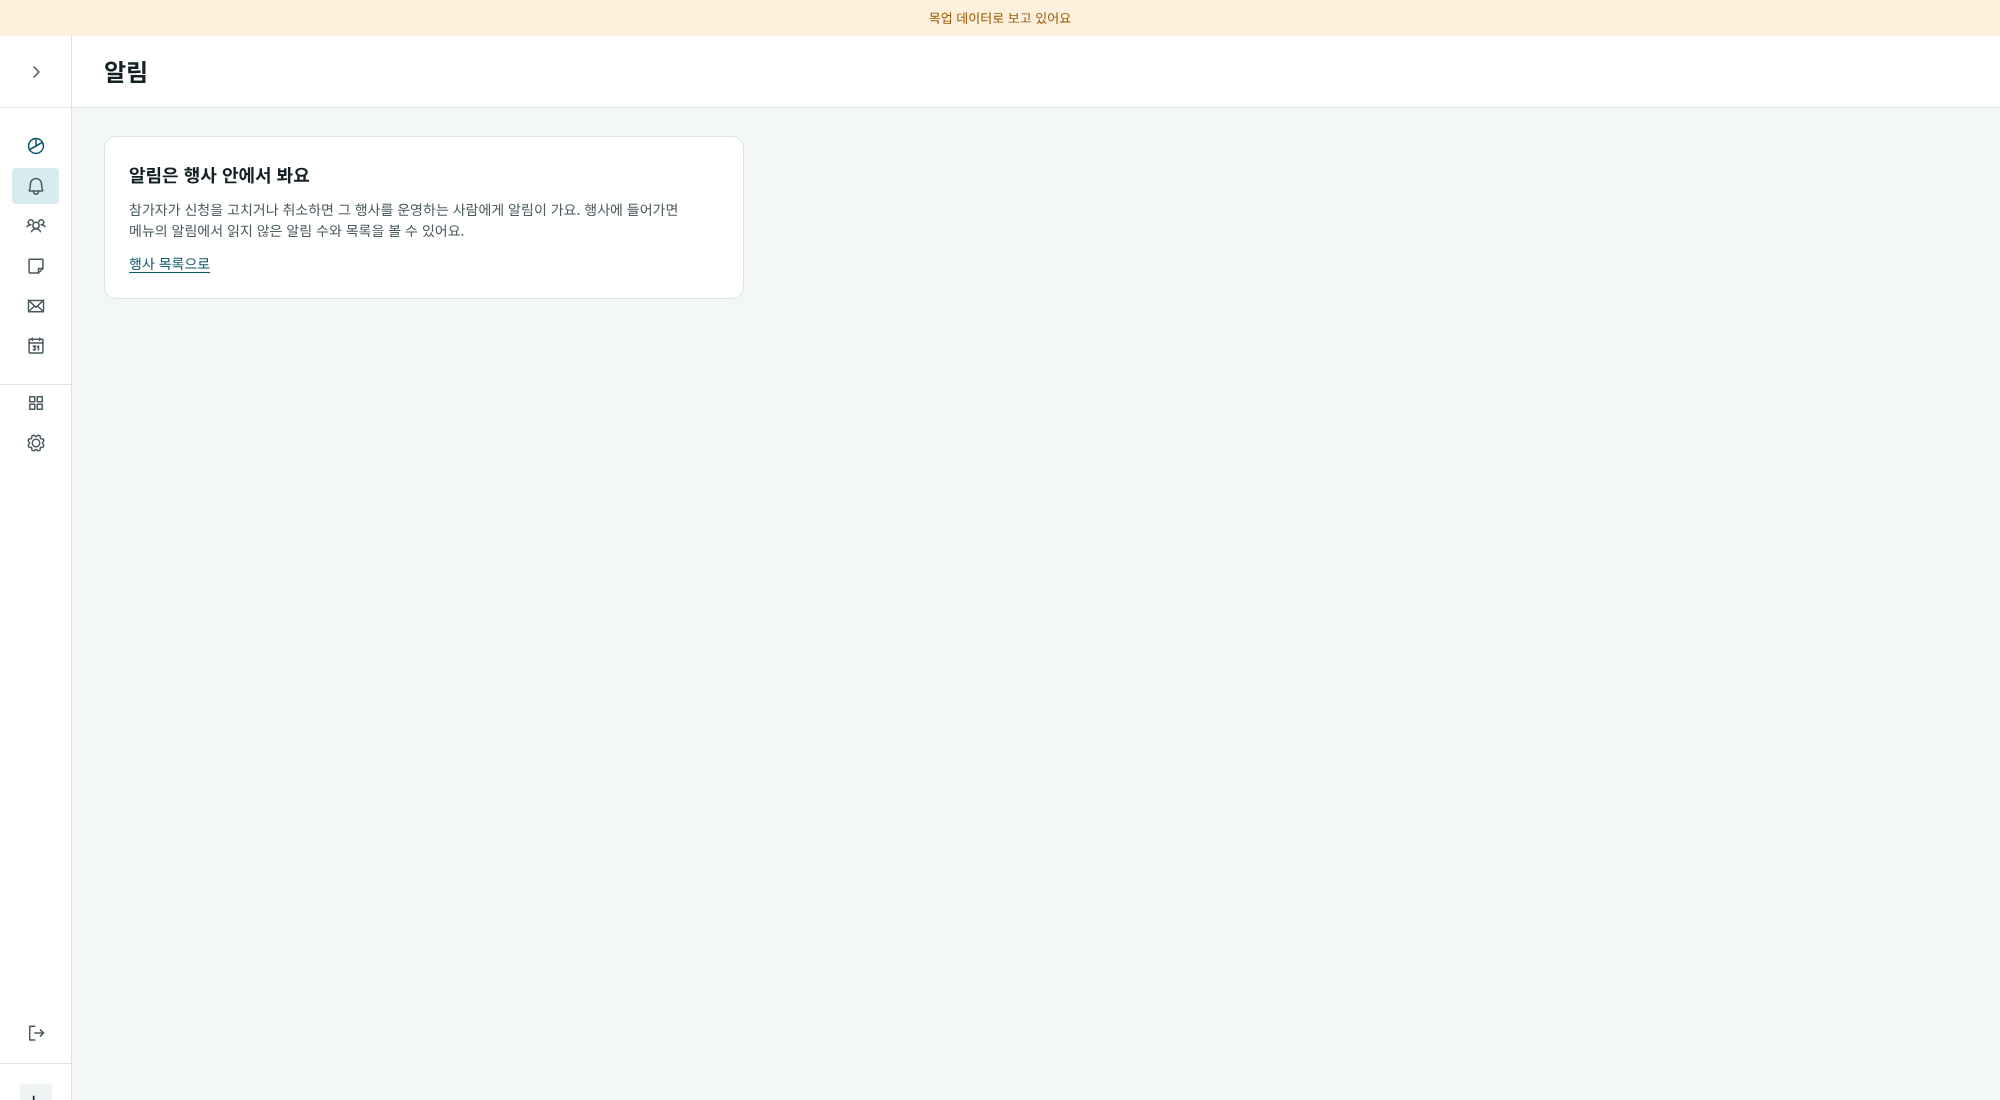 목업 데이터로 보고 있어요
알림
알림은 행사 안에서 봐요
참가자가 신청을 고치거나 취소하면 그 행사를 운영하는 사람에게 알림이 가요. 행사에 들어가면
메뉴의 알림에서 읽지 않은 알림 수와 목록을 볼 수 있어요.
31
행사 목록으로